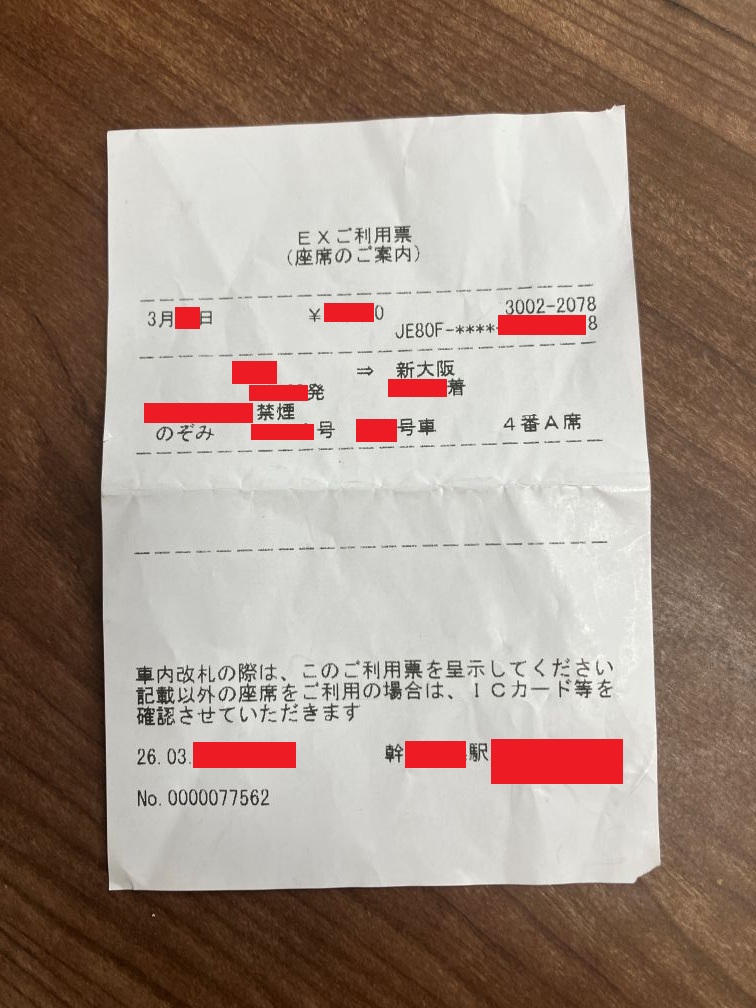 EXご利用票
(座席のご案内)
3月 日 ¥ 0 3002-2078
JE80F-****- 8
⇒ 新大阪
発 着
禁煙
のぞみ 号 号車 4番A席
車内改札の際は、このご利用票を呈示してください
記載以外の座席をご利用の場合は、ICカード等を
確認させていただきます
26.03. 幹 駅
No.0000077562